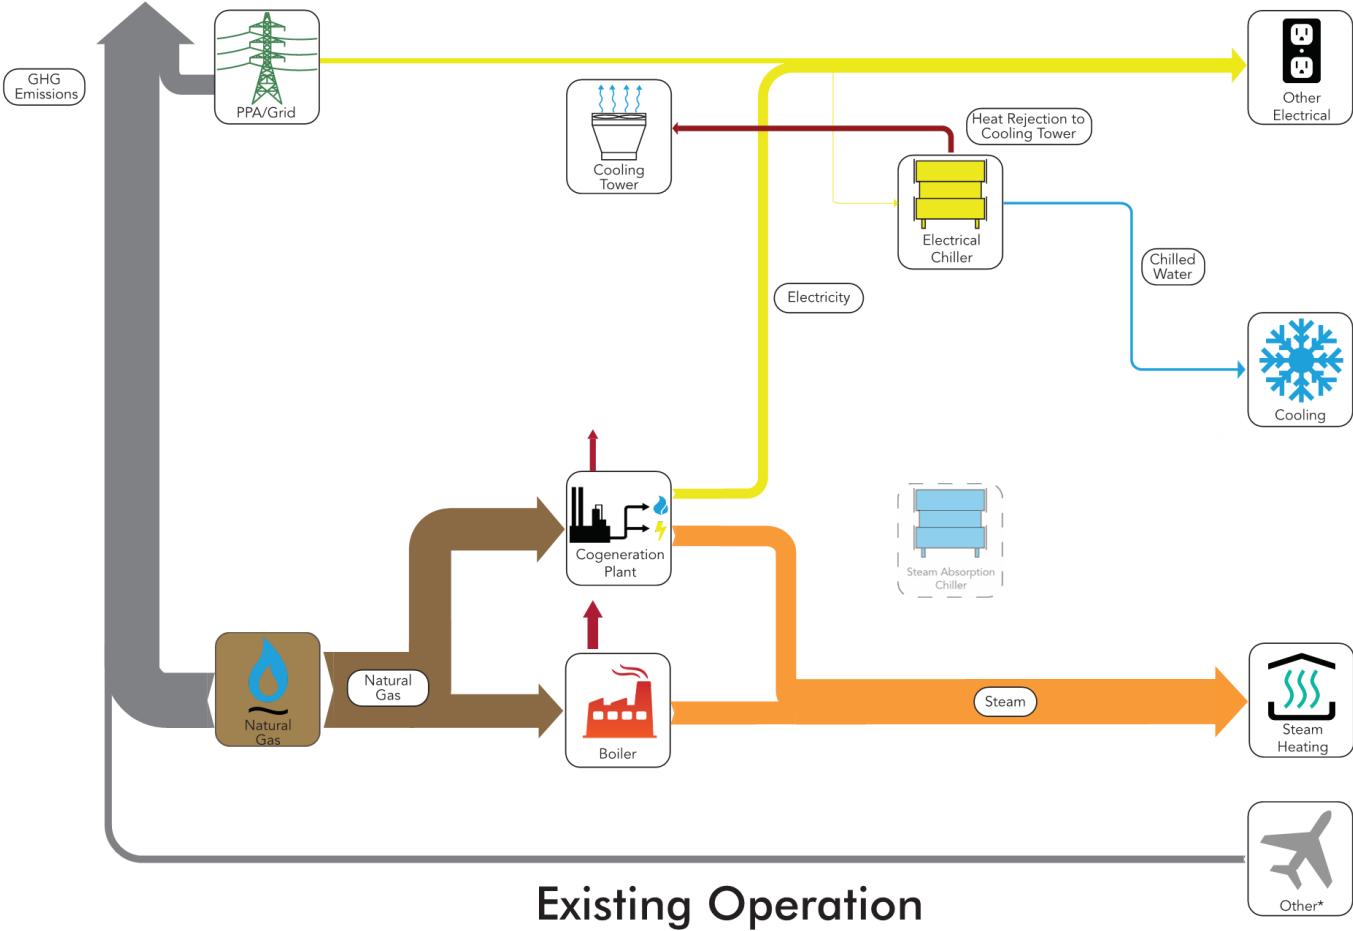 GHG
Emissions
PPA/Grid
Other
Electrical
Heat Rejection to
Cooling Tower
Cooling
Tower
Electrical
Chiller
Chilled
Water
Electricity
Cooling
Cogeneration
Plant
Steam Absorption
Chiller
Natural
Gas
Natural
Gas
Steam
Boiler
Steam
Heating
Other*
Existing Operation